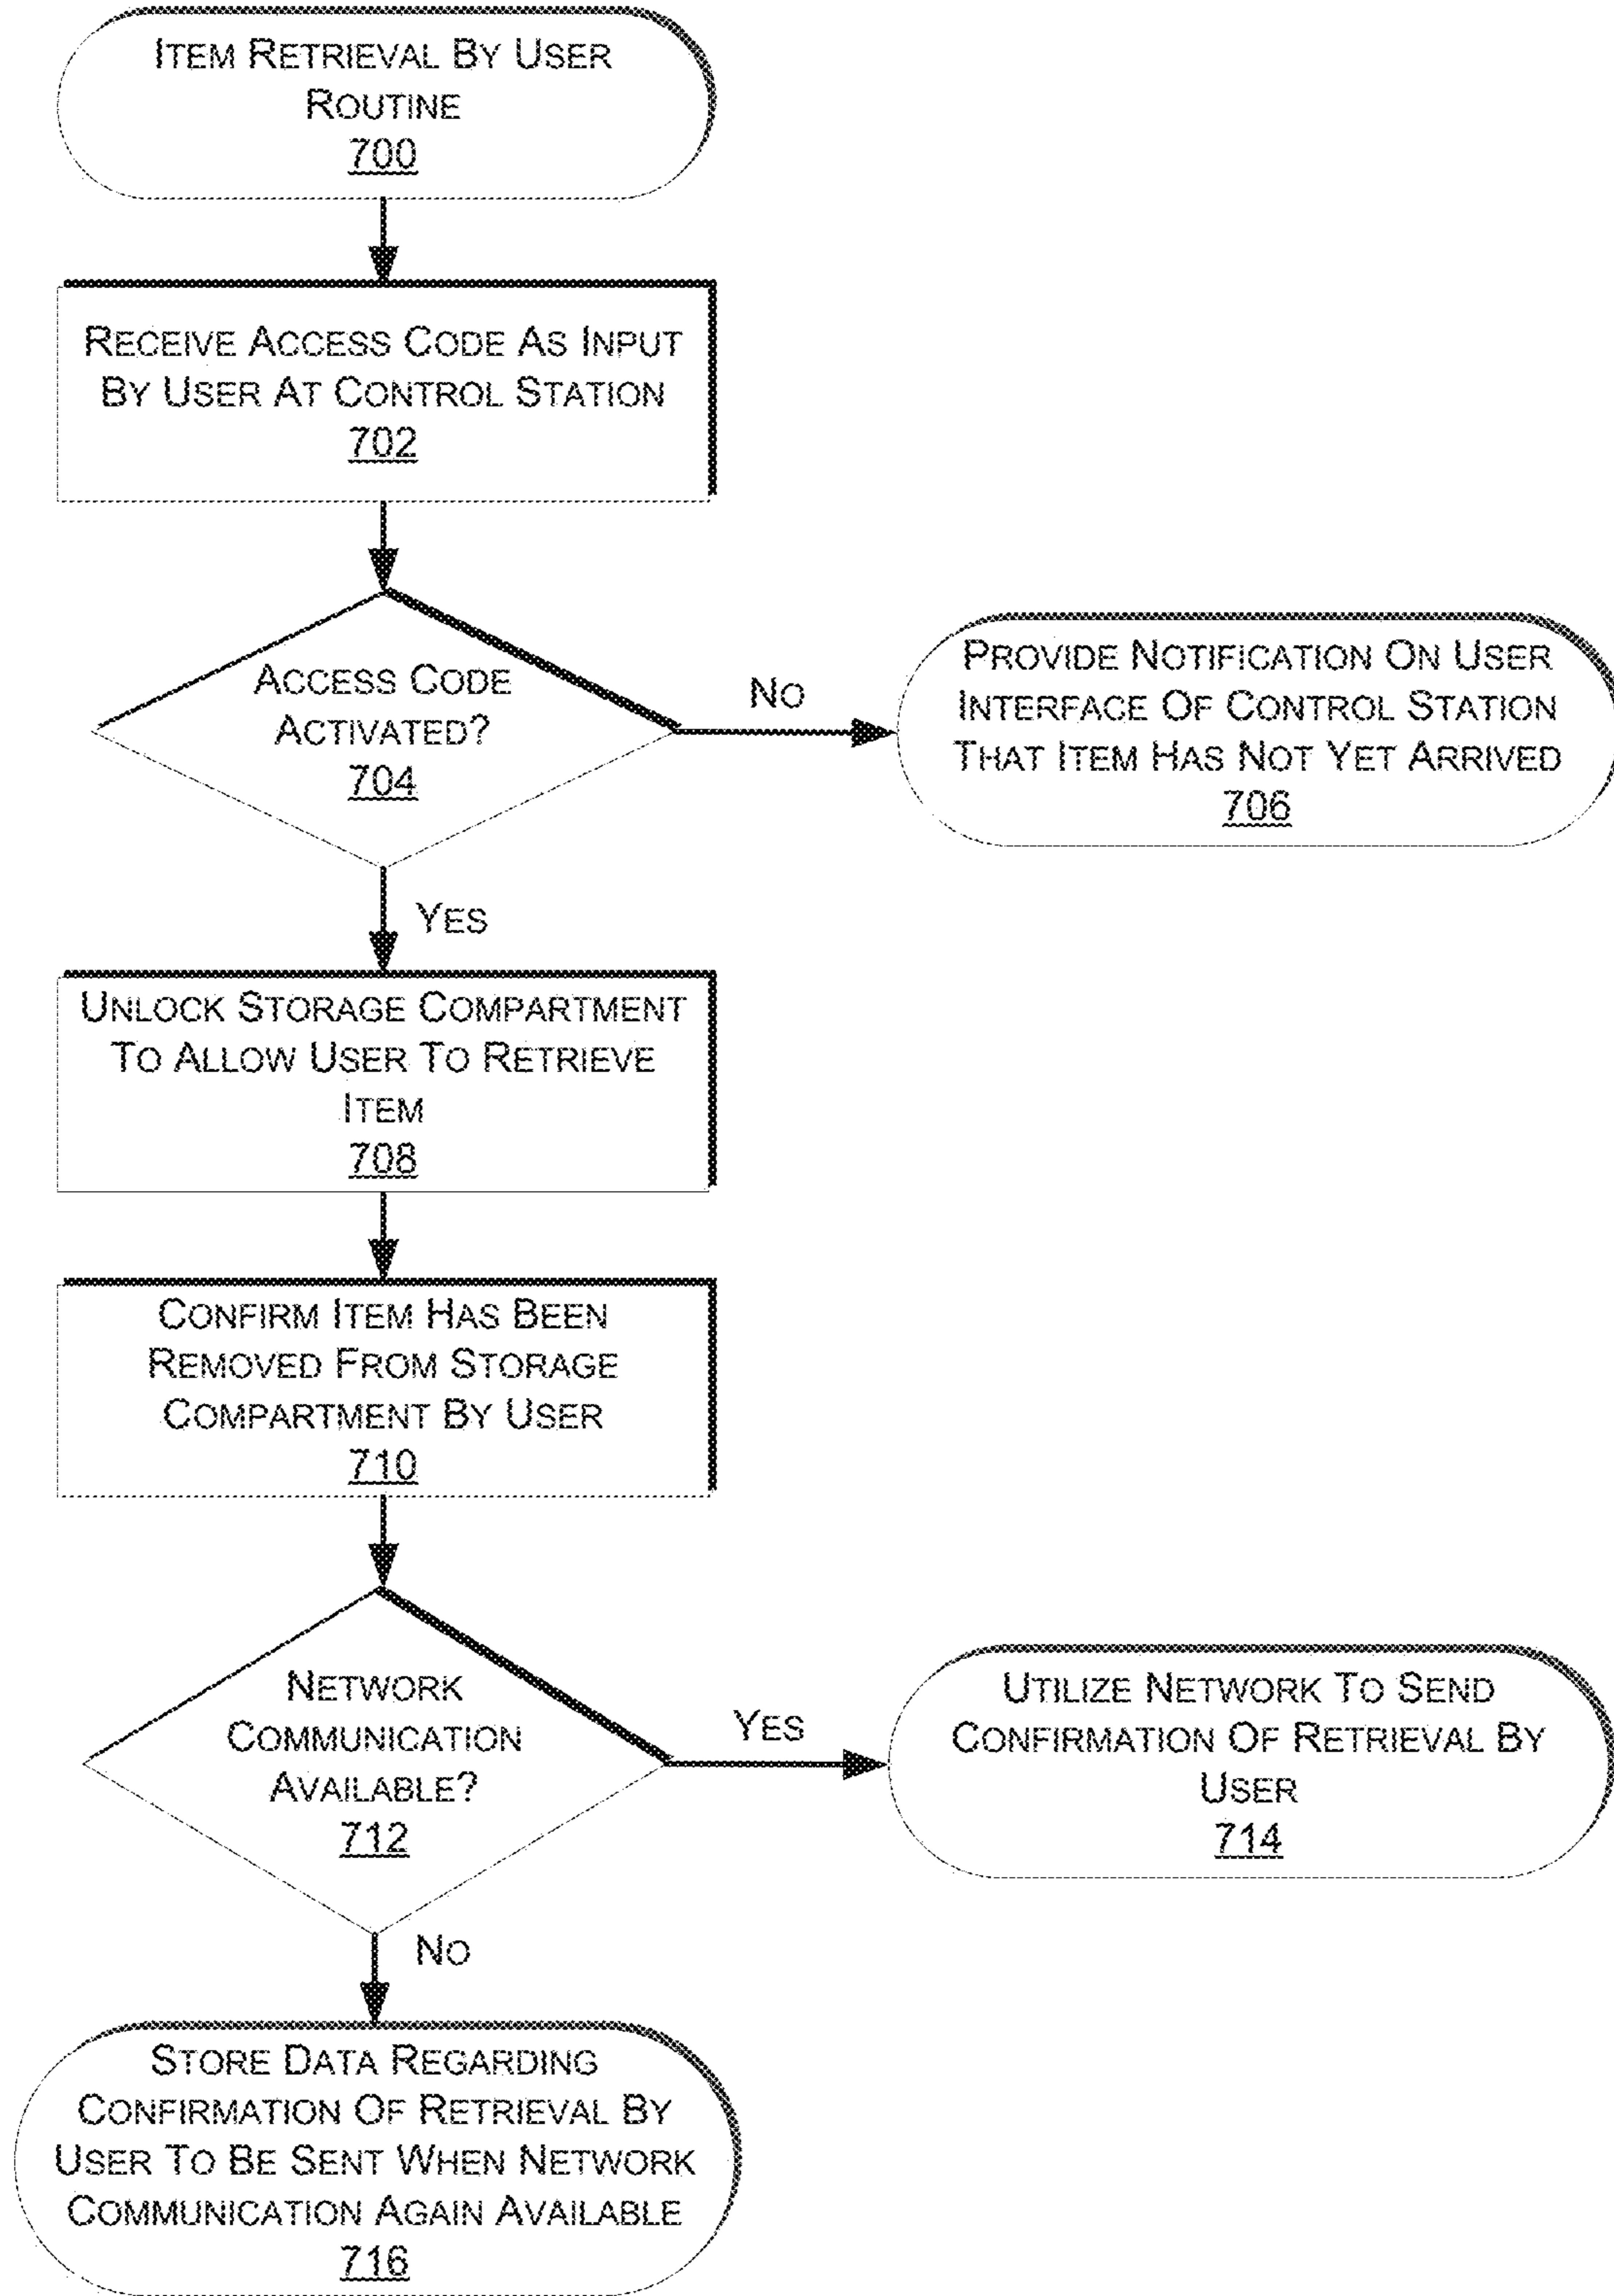 ITEM RETRIEVAL BY USER
ROUTINE
700
RECEIVE ACCESS CODE AS INPUT
BY USER AT CONTROL STATION
702
ACCESS CODE
ACTIVATED?
704
NO
PROVIDE NOTIFICATION ON USER
INTERFACE OF CONTROL STATION
THAT ITEM HAS NOT YET ARRIVED
706
YES
UNLOCK STORAGE COMPARTMENT
TO ALLOW USER TO RETRIEVE
ITEM
708
CONFIRM ITEM HAS BEEN
REMOVED FROM STORAGE
COMPARTMENT BY USER
710
NETWORK
COMMUNICATION
AVAILABLE?
712
YES
UTILIZE NETWORK TO SEND
CONFIRMATION OF RETRIEVAL BY
USER
714
NO
STORE DATA REGARDING
CONFIRMATION OF RETRIEVAL BY
USER TO BE SENT WHEN NETWORK
COMMUNICATION AGAIN AVAILABLE
716